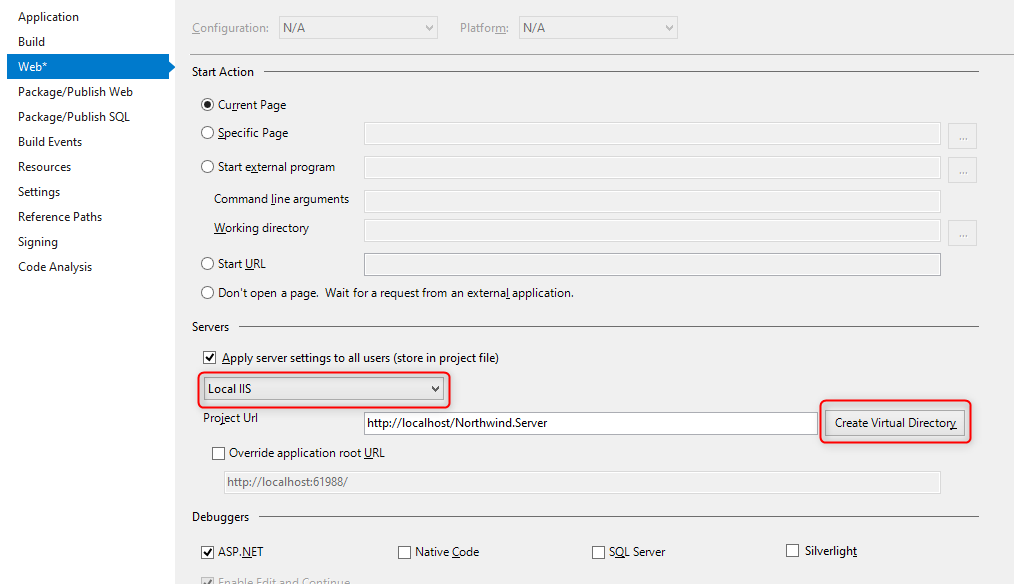 Application
Build
Web*
Package/Publish Web
Package/Publish SQL
Build Events
Resources
Settings
Reference Paths
Signing
Code Analysis
Configuration: N/A Platform: N/A
Start Action
Current Page
Specific Page ...
Start external program ...
Command line arguments
Working directory ...
Start URL
Don't open a page. Wait for a request from an external application.
Servers
Apply server settings to all users (store in project file)
Local IIS
Project Url http://localhost/Northwind.Server Create Virtual Directory
Override application root URL
http://localhost:61988/
Debuggers
ASP.NET Native Code SQL Server Silverlight
Enable Edit and Continue